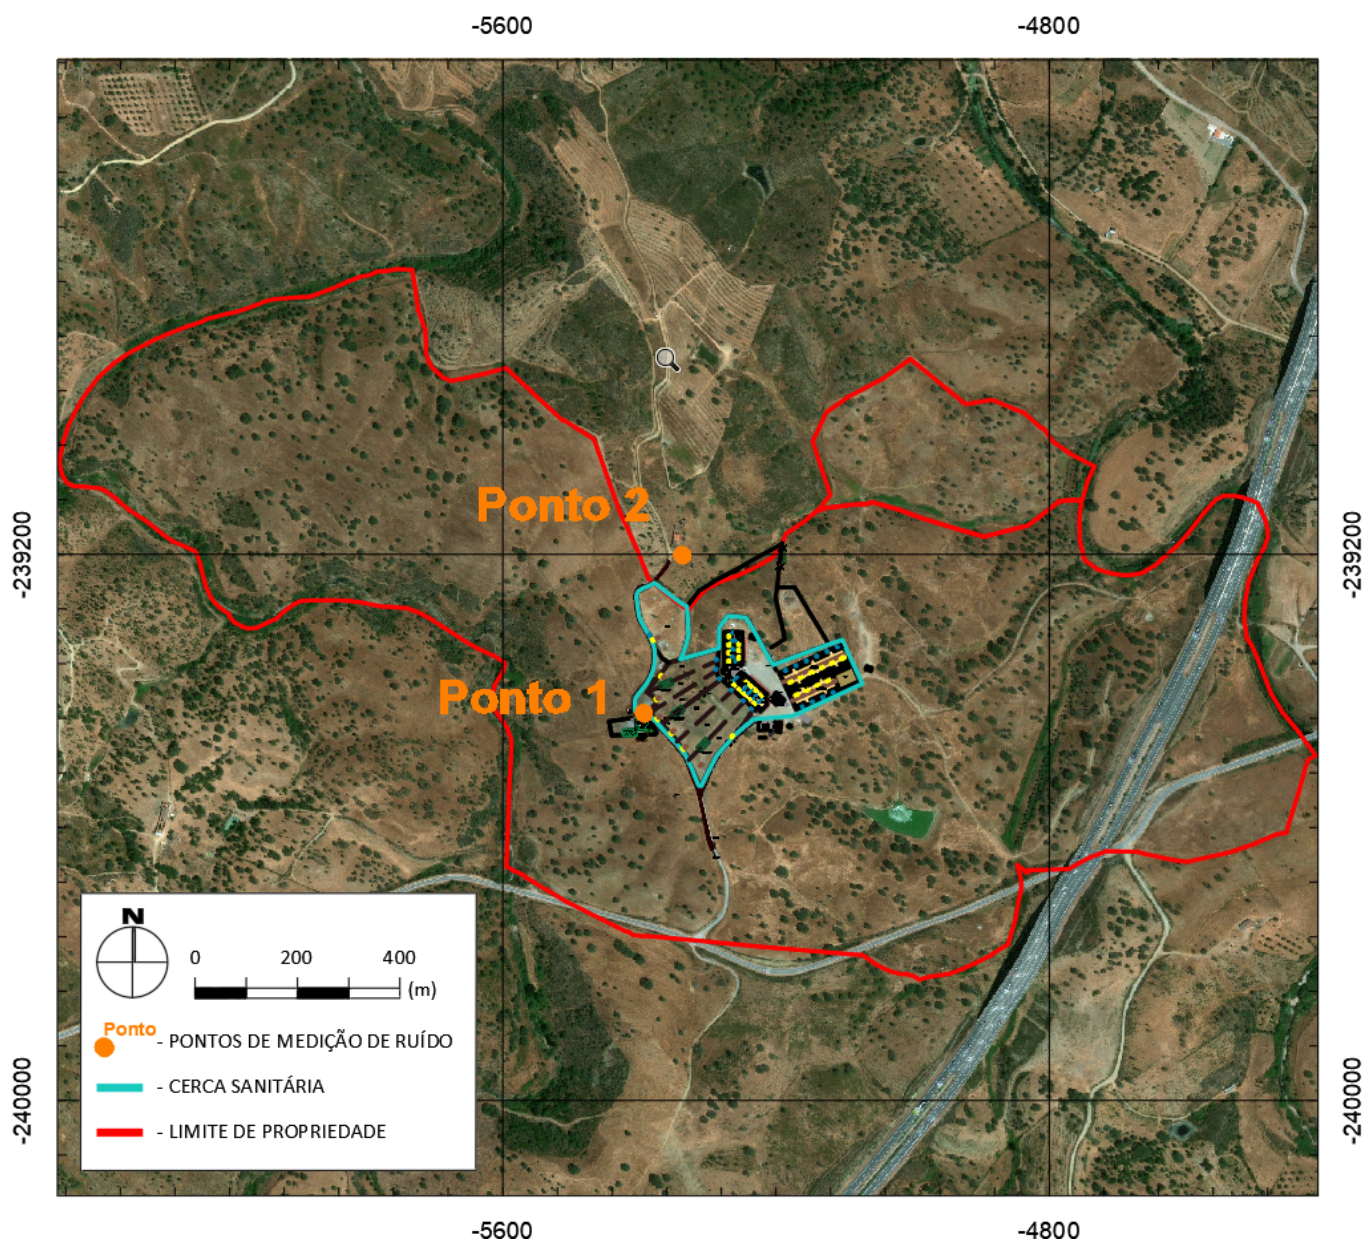 -5600
-4800
Ponto 2
-239200
-239200
Ponto 1
N
0
200
400
(m)
Ponto
- PONTOS DE MEDIÇÃO DE RUÍDO
- CERCA SANITÁRIA
- LIMITE DE PROPRIEDADE
-240000
-240000
-5600
-4800